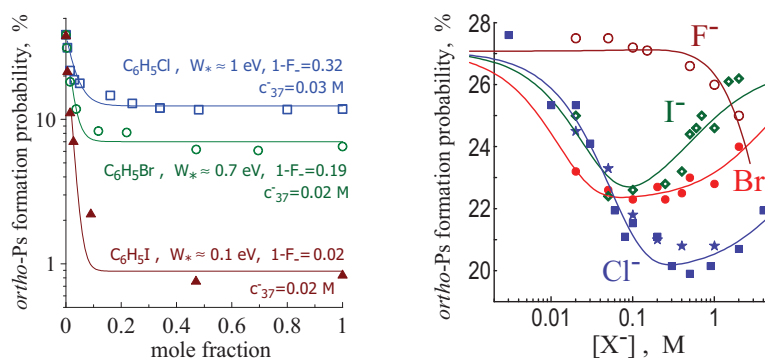 ortho-Ps formation probability, %
10
1
C₆H₅Cl , W* ≈ 1 eV, 1-F₋=0.32
c⁻₃₇=0.03 M
C₆H₅Br , W* ≈ 0.7 eV, 1-F₋=0.19
c⁻₃₇=0.02 M
C₆H₅I , W* ≈ 0.1 eV, 1-F₋=0.02
c⁻₃₇=0.02 M
0 0.2 0.4 0.6 0.8 1
mole fraction
ortho-Ps formation probability, %
28
26
24
22
20
F⁻
I⁻
Br
Cl⁻
0.01 0.1 1
[X⁻] , M